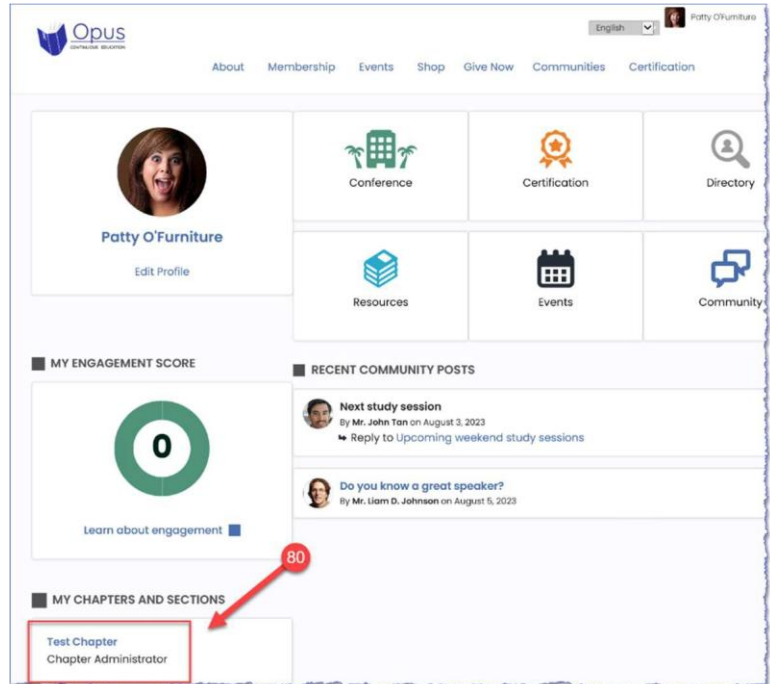 Opus
CONTINUOUS EDUCATION
English
Patty O'Furniture
About Membership Events Shop Give Now Communities Certification
Patty O'Furniture
Edit Profile
Conference
Certification
Directory
Resources
Events
Community
MY ENGAGEMENT SCORE
0
Learn about engagement
RECENT COMMUNITY POSTS
Next study session
By Mr. John Tan on August 3, 2023
Reply to Upcoming weekend study sessions
Do you know a great speaker?
By Mr. Liam D. Johnson on August 5, 2023
80
MY CHAPTERS AND SECTIONS
Test Chapter
Chapter Administrator